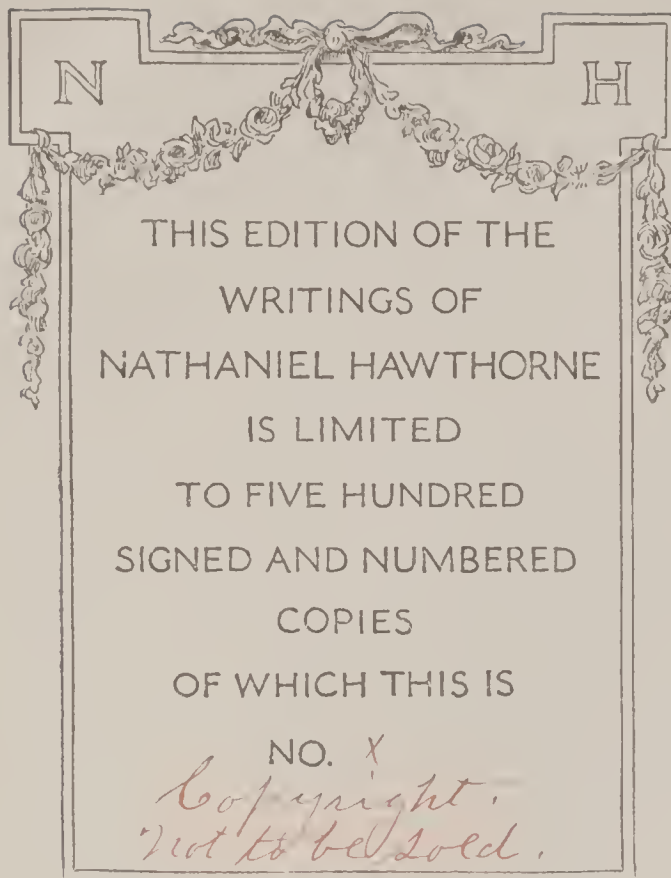 N H
THIS EDITION OF THE
WRITINGS OF
NATHANIEL HAWTHORNE
IS LIMITED
TO FIVE HUNDRED
SIGNED AND NUMBERED
COPIES
OF WHICH THIS IS
NO. X
Copyright.
Not to be sold.